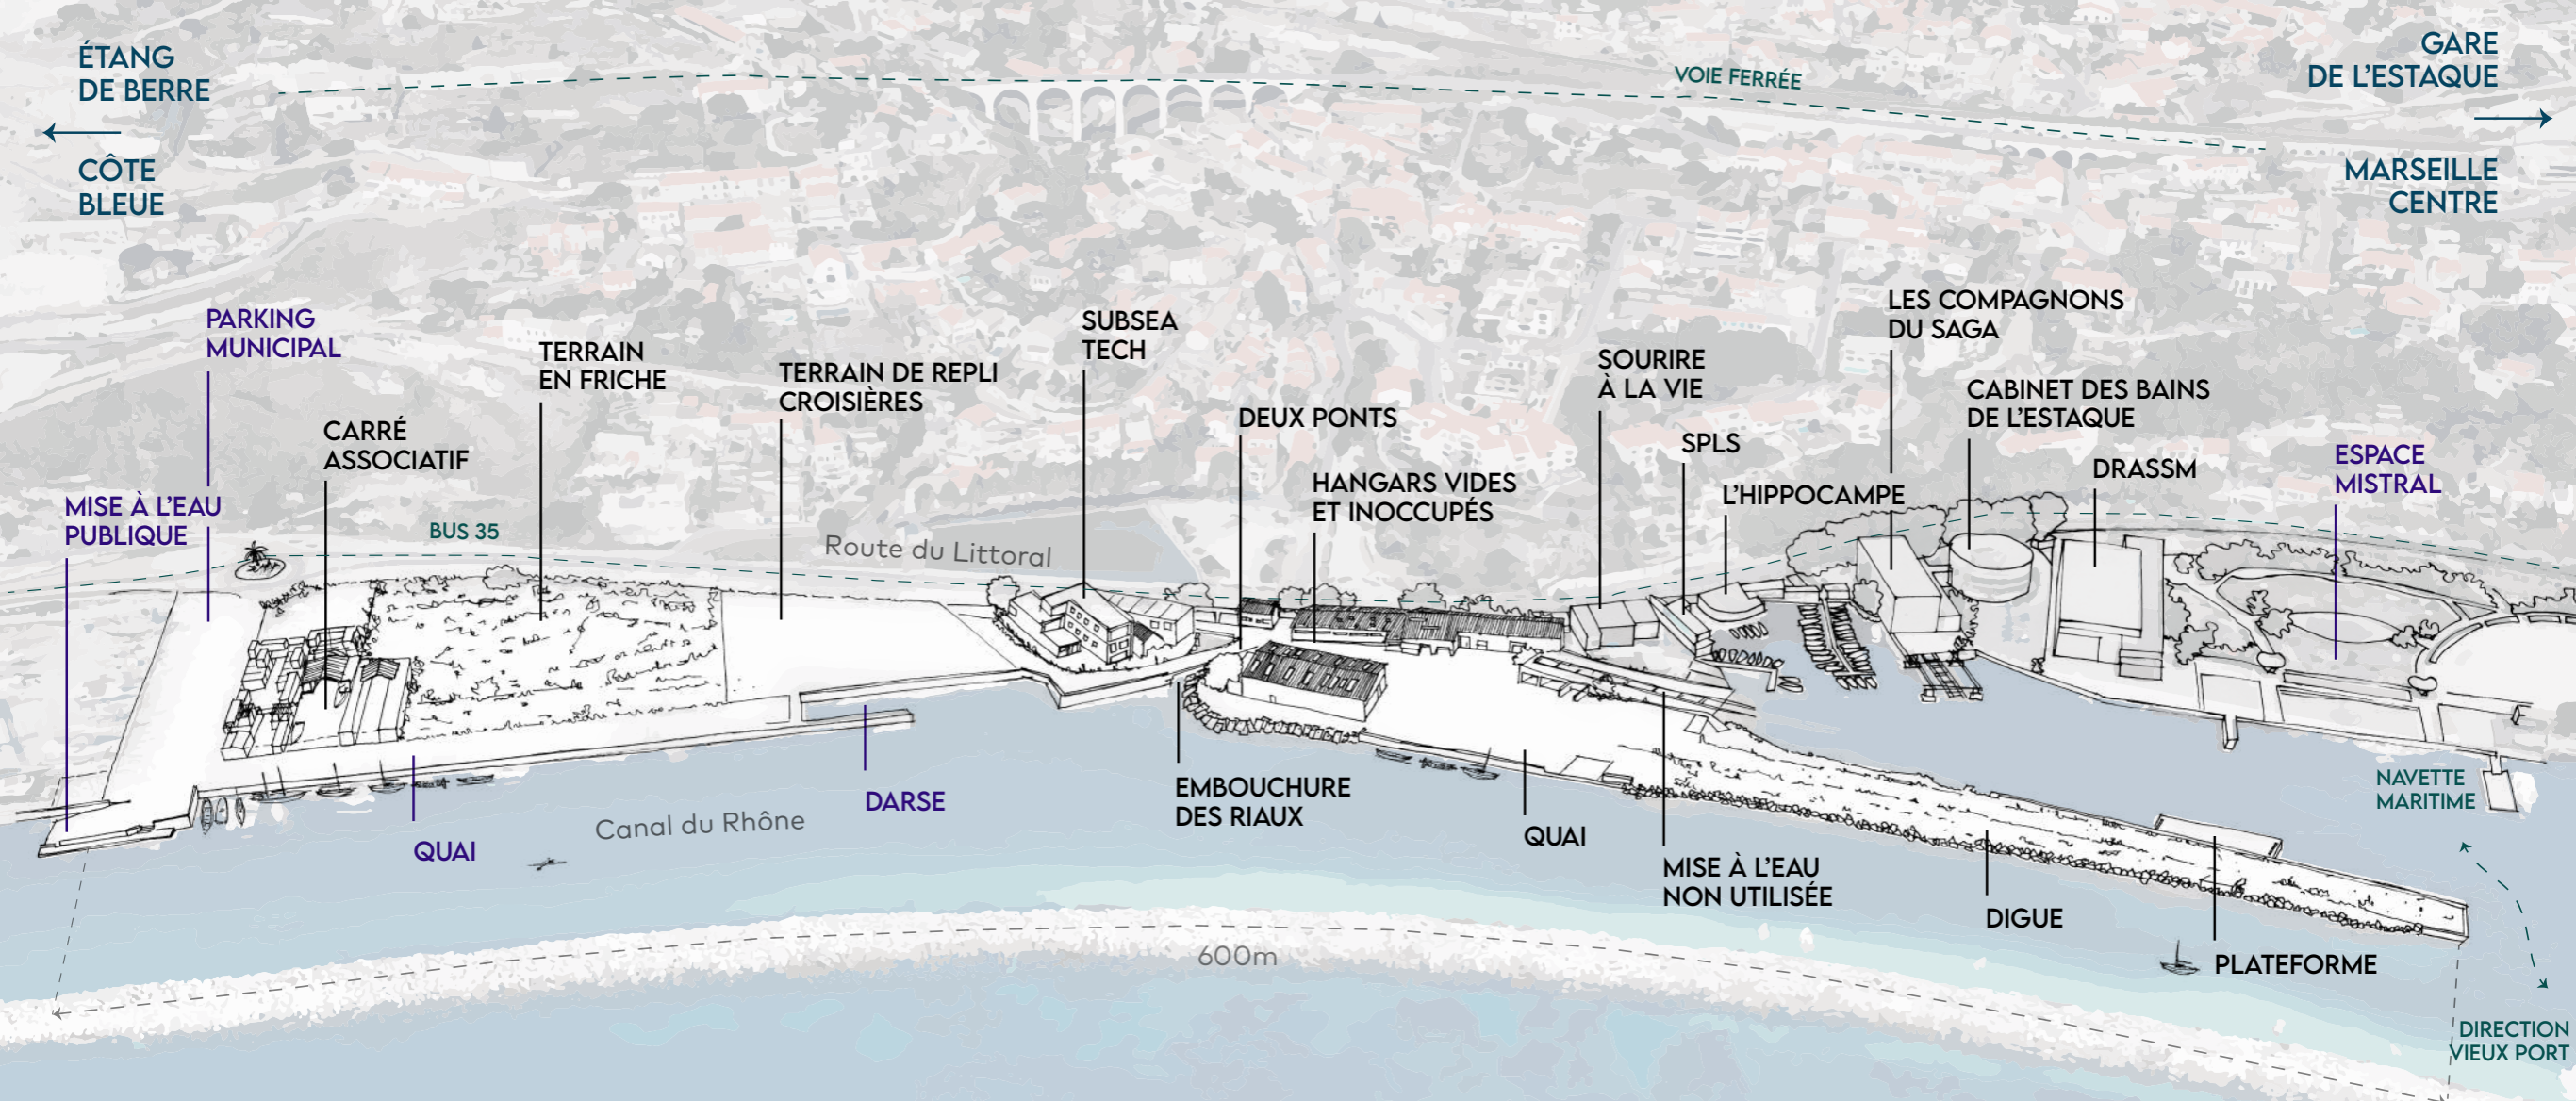 ÉTANG
DE BERRE
CÔTE
BLEUE
VOIE FERRÉE
GARE
DE L'ESTAQUE
MARSEILLE
CENTRE
PARKING
MUNICIPAL
MISE À L'EAU
PUBLIQUE
CARRÉ
ASSOCIATIF
BUS 35
TERRAIN
EN FRICHE
TERRAIN DE REPLI
CROISIÈRES
Route du Littoral
SUBSEA
TECH
DEUX PONTS
HANGARS VIDES
ET INOCCUPÉS
SOURIRE
À LA VIE
SPLS
L'HIPPOCAMPE
LES COMPAGNONS
DU SAGA
CABINET DES BAINS
DE L'ESTAQUE
DRASSM
ESPACE
MISTRAL
QUAI
Canal du Rhône
DARSE
EMBOUCHURE
DES RIAUX
QUAI
MISE À L'EAU
NON UTILISÉE
DIGUE
PLATEFORME
NAVETTE
MARITIME
600m
DIRECTION
VIEUX PORT